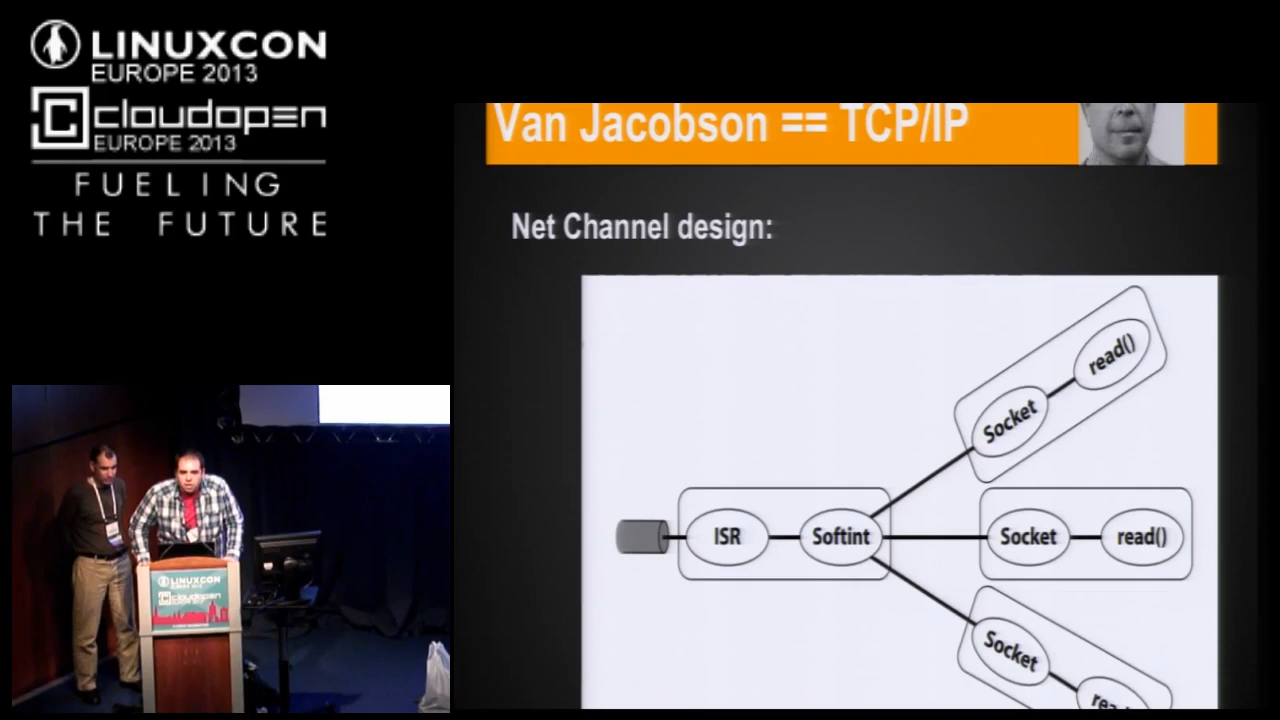 LINUXCON
EUROPE 2013
cloudopen
EUROPE 2013
FUELING
THE FUTURE
Van Jacobson == TCP/IP
Net Channel design:
read()
Socket
ISR
Softint
Socket
read()
Socket
LINUXCON
cloudopen